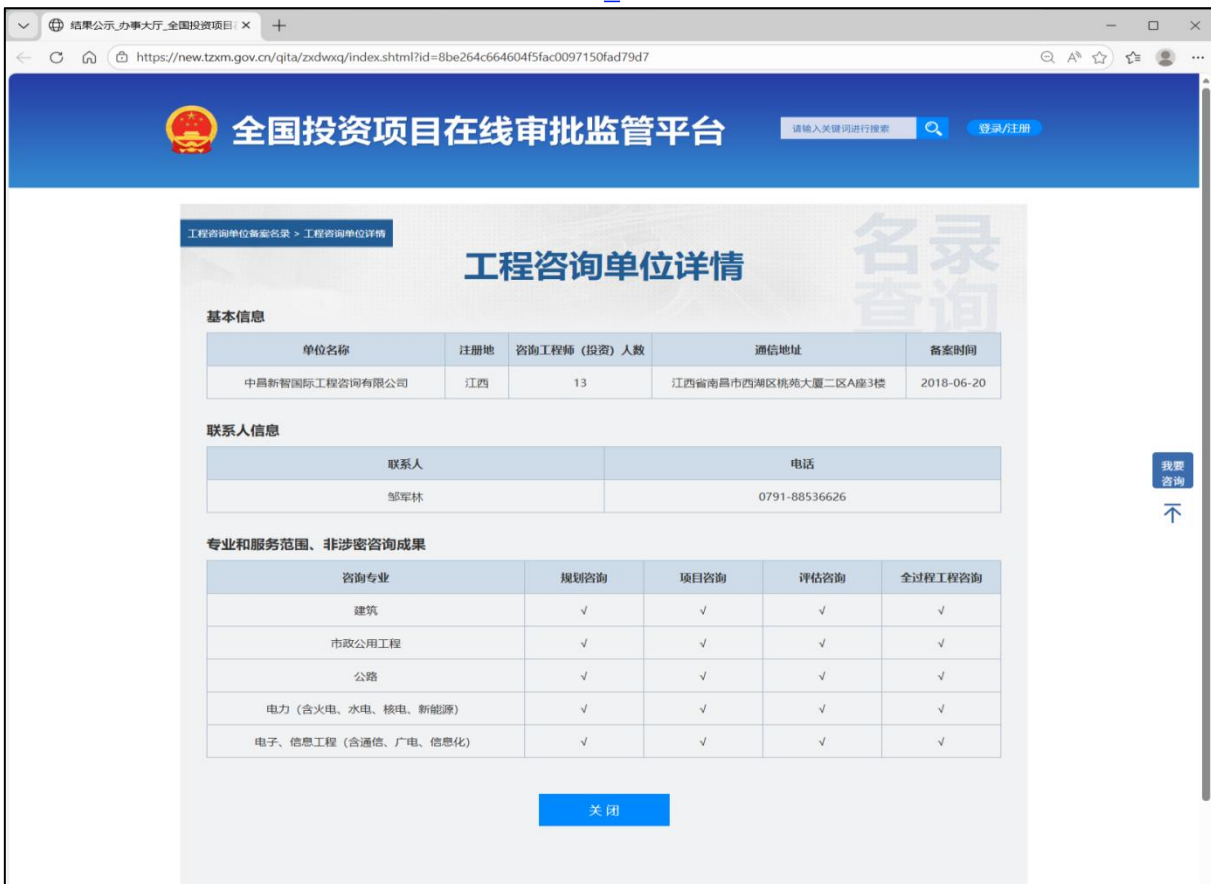 结果公示_办事大厅_全国投资项目
https://new.tzxm.gov.cn/qita/zxdwxq/index.shtml?id=8be264c664604f5fac0097150fad79d7
全国投资项目在线审批监管平台
请输入关键词进行搜索
登录/注册
工程咨询单位备案名录 > 工程咨询单位详情
名录
查询
工程咨询单位详情
基本信息
单位名称 注册地 咨询工程师（投资）人数 通信地址 备案时间
中昌新智国际工程咨询有限公司 江西 13 江西省南昌市西湖区桃苑大厦二区A座3楼 2018-06-20
联系人信息
联系人 电话
邹军林 0791-88536626
我要
咨询
专业和服务范围、非涉密咨询成果
咨询专业 规划咨询 项目咨询 评估咨询 全过程工程咨询
建筑 √ √ √ √
市政公用工程 √ √ √ √
公路 √ √ √ √
电力（含火电、水电、核电、新能源） √ √ √ √
电子、信息工程（含通信、广电、信息化） √ √ √ √
关 闭